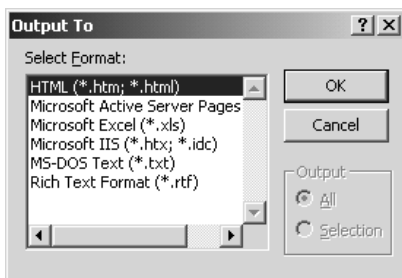 Output To
Select Format:
HTML (*.htm; *.html)
Microsoft Active Server Pages
Microsoft Excel (*.xls)
Microsoft IIS (*.htx; *.idc)
MS-DOS Text (*.txt)
Rich Text Format (*.rtf)
OK
Cancel
Output
All
Selection